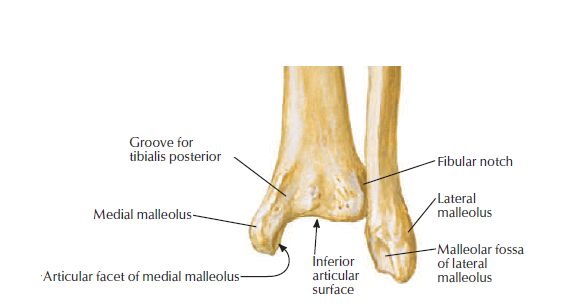 Groove for
tibialis posterior
Fibular notch
Medial malleolus
Lateral
malleolus
Inferior
articular
surface
Malleolar fossa
of lateral
malleolus
Articular facet of medial malleolus